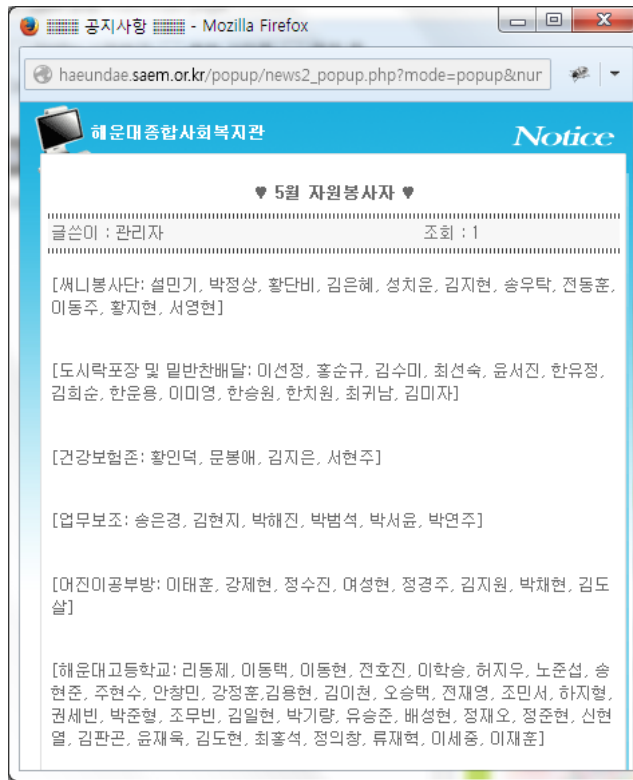 공지사항 - Mozilla Firefox
haeundae.saem.or.kr/popup/news2_popup.php?mode=popup&nur
해운대종합사회복지관
Notice
♥ 5월 자원봉사자 ♥
글쓴이 : 관리자 조회 : 1
[써니봉사단: 설민기, 박정상, 황단비, 김은혜, 성치운, 김지현, 송우탁, 전동훈,
이동주, 황지현, 서영현]
[도시락포장 및 밑반찬배달: 이선정, 홍순규, 김수미, 최선숙, 윤서진, 한유정,
김희순, 한운용, 이미영, 한승원, 한치원, 최귀남, 김미자]
[건강보험존: 황인덕, 문봉애, 김지은, 서현주]
[업무보조: 송은경, 김현지, 박해진, 박범석, 박서윤, 박연주]
[어진이공부방: 이태훈, 강제현, 정수진, 여성현, 정경주, 김지원, 박채현, 김도
살]
[해운대고등학교: 리동제, 이동택, 이동현, 전호진, 이학승, 허지우, 노준섭, 송
현준, 주현수, 안창민, 강정훈,김용현, 김이천, 오승택, 전재영, 조민서, 하지형,
권세빈, 박준형, 조무빈, 김일현, 박기량, 유승준, 배성현, 정재오, 정준현, 신현
열, 김판곤, 윤재욱, 김도현, 최홍석, 정의창, 류재혁, 이세중, 이재훈]